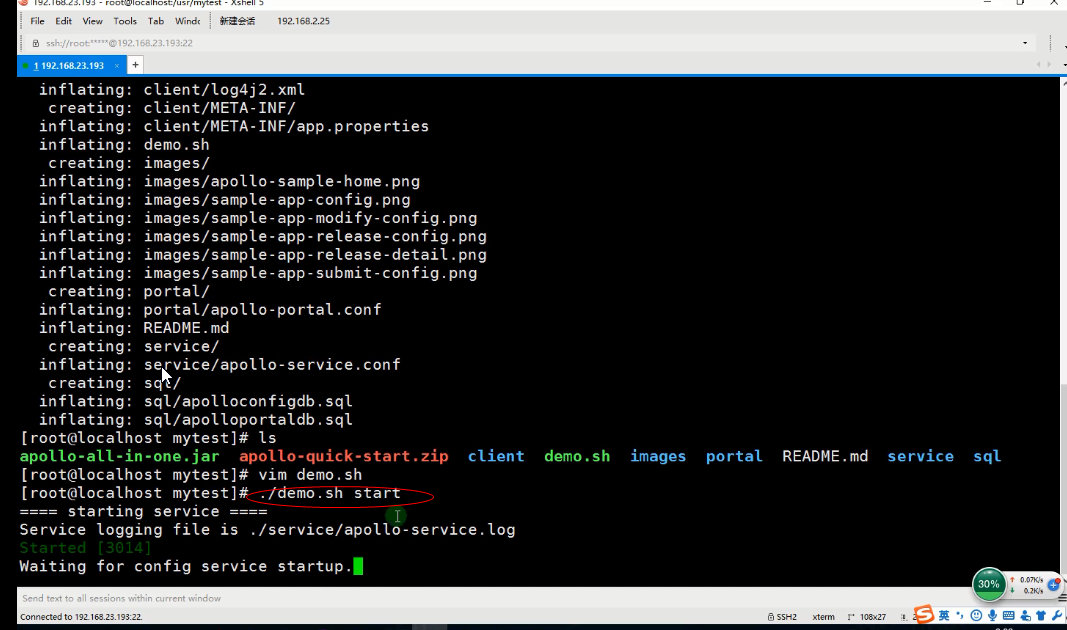 192.168.23.193 - root@localhost:/usr/mytest - Xshell 5
File Edit View Tools Tab Windc 新建会话 192.168.2.25
ssh://root:*****@192.168.23.193:22
1 192.168.23.193 × +
inflating: client/log4j2.xml
creating: client/META-INF/
inflating: client/META-INF/app.properties
inflating: demo.sh
creating: images/
inflating: images/apollo-sample-home.png
inflating: images/sample-app-config.png
inflating: images/sample-app-modify-config.png
inflating: images/sample-app-release-config.png
inflating: images/sample-app-release-detail.png
inflating: images/sample-app-submit-config.png
creating: portal/
inflating: portal/apollo-portal.conf
inflating: README.md
creating: service/
inflating: service/apollo-service.conf
creating: sql/
inflating: sql/apolloconfigdb.sql
inflating: sql/apolloportaldb.sql
[root@localhost mytest]# ls
apollo-all-in-one.jar apollo-quick-start.zip client demo.sh images portal README.md service sql
[root@localhost mytest]# vim demo.sh
[root@localhost mytest]# ./demo.sh start
==== starting service ====
Service logging file is ./service/apollo-service.log
Started [3014]
Waiting for config service startup.
30% ↑ 0.07K/s
↓ 0.2K/s
Send text to all sessions within current window
Connected to 192.168.23.193:22. SSH2 xterm 108x27 英